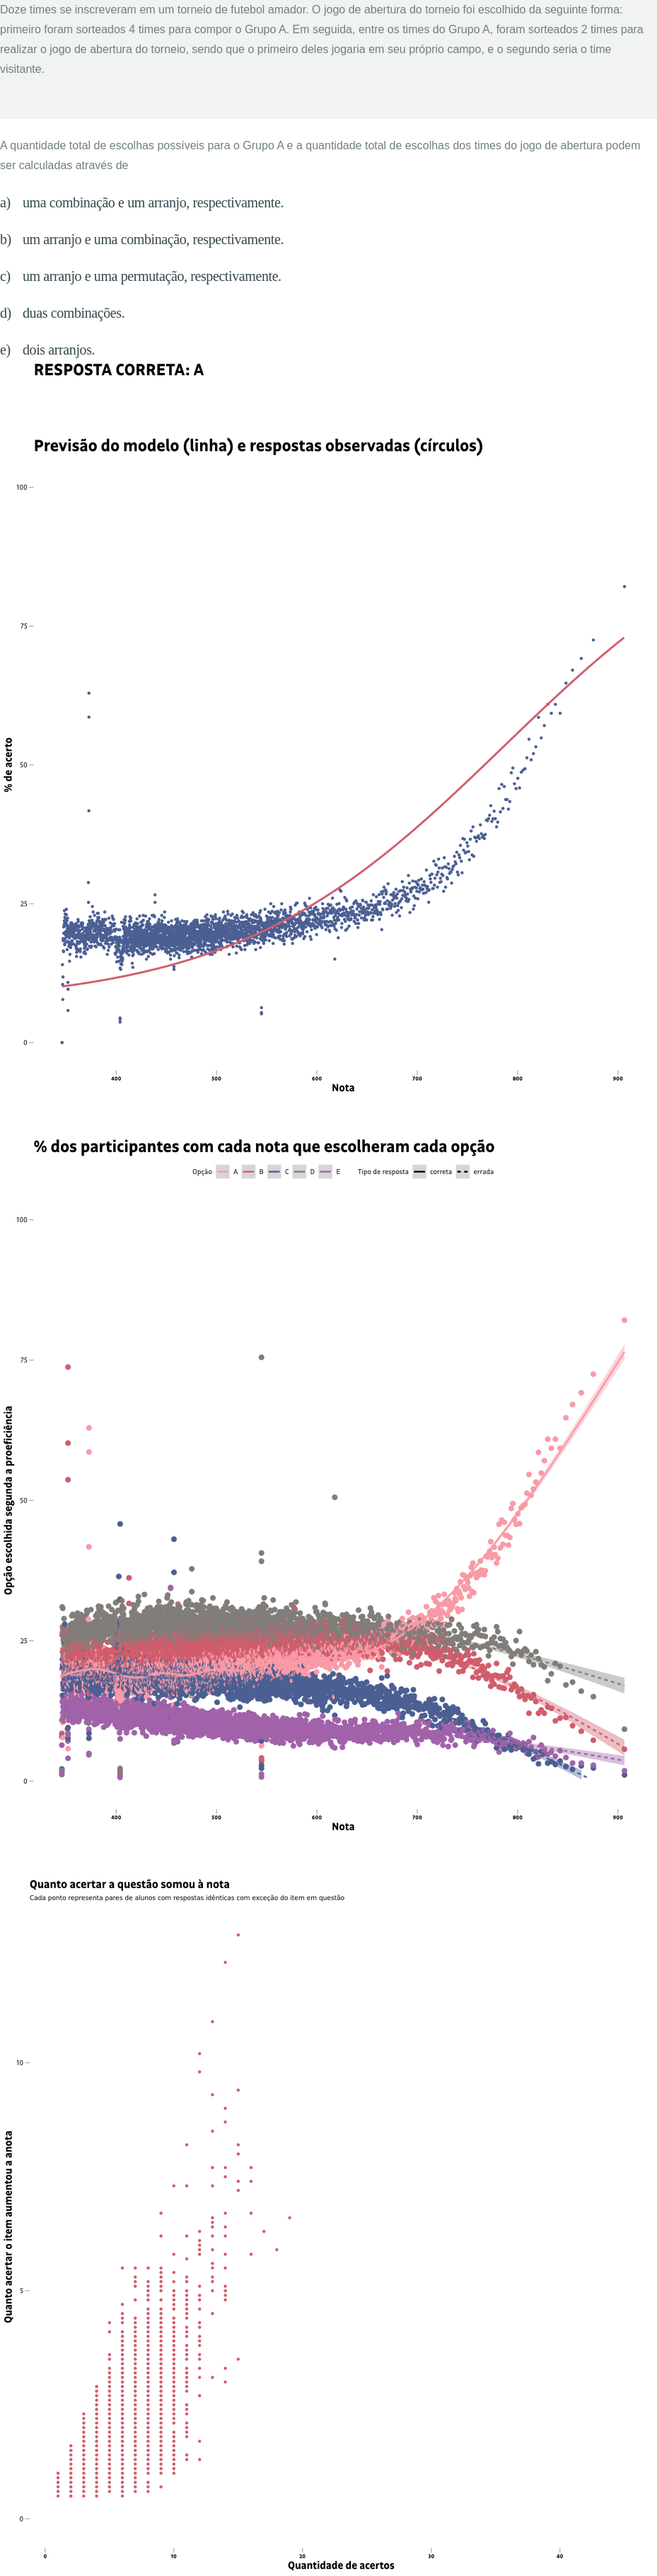 Doze times se inscreveram em um torneio de futebol amador. O jogo de abertura do torneio foi escolhido da seguinte forma:
primeiro foram sorteados 4 times para compor o Grupo A. Em seguida, entre os times do Grupo A, foram sorteados 2 times para
realizar o jogo de abertura do torneio, sendo que o primeiro deles jogaria em seu próprio campo, e o segundo seria o time
visitante.
A quantidade total de escolhas possíveis para o Grupo A e a quantidade total de escolhas dos times do jogo de abertura podem
ser calculadas através de
a) uma combinação e um arranjo, respectivamente.
b) um arranjo e uma combinação, respectivamente.
c) um arranjo e uma permutação, respectivamente.
d) duas combinações.
e) dois arranjos.
RESPOSTA CORRETA: A
Previsão do modelo (linha) e respostas observadas (círculos)
100
75
50
25
0
% de acerto
400 500 600 700 800 900
Nota
% dos participantes com cada nota que escolheram cada opção
Opção A B C D E Tipo de resposta correta errada
100
75
50
25
0
Opção escolhida segunda a proeficiência
400 500 600 700 800 900
Nota
Quanto acertar a questão somou à nota
Cada ponto representa pares de alunos com respostas idênticas com exceção do item em questão
10
5
0
Quanto acertar o item aumentou a anota
0 10 20 30 40
Quantidade de acertos